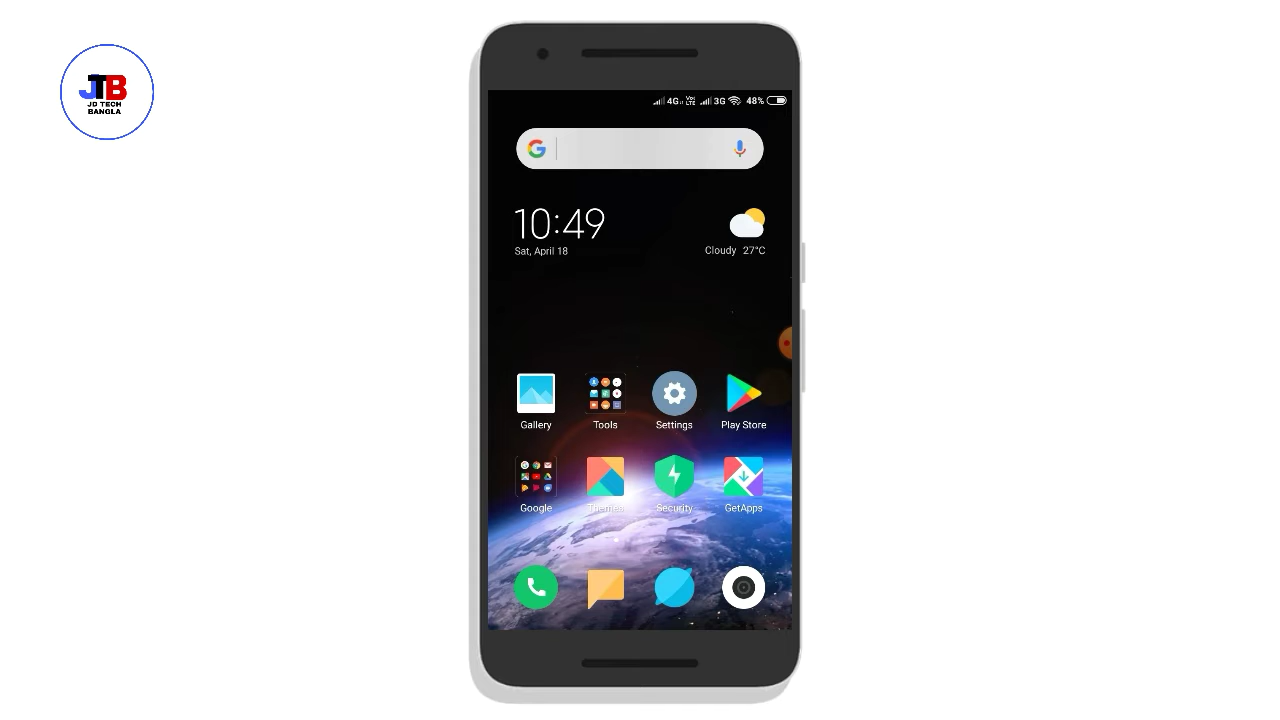 JTB
JD TECH
BANGLA
4G VoLTE 3G 48%
10:49
Sat, April 18
Cloudy 27°C
Gallery Tools Settings Play Store
Google Themes Security GetApps